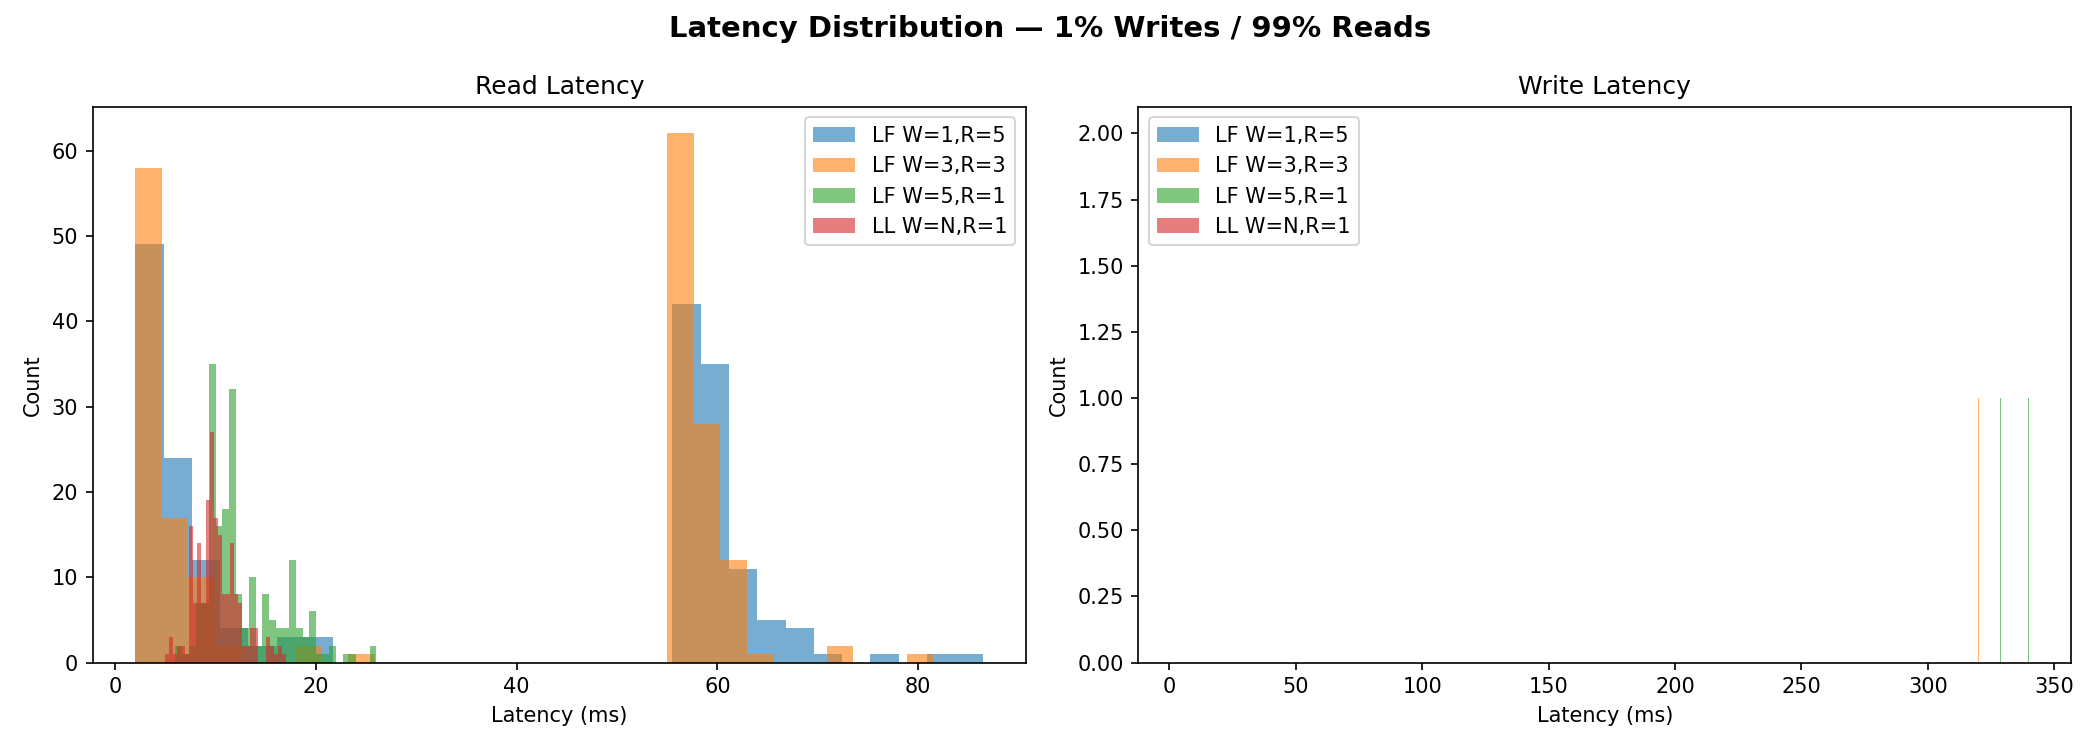 Latency Distribution — 1% Writes / 99% Reads
Read Latency
LF W=1,R=5
LF W=3,R=3
LF W=5,R=1
LL W=N,R=1
Count
60
50
40
30
20
10
0
0 20 40 60 80
Latency (ms)
Write Latency
LF W=1,R=5
LF W=3,R=3
LF W=5,R=1
LL W=N,R=1
Count
2.00
1.75
1.50
1.25
1.00
0.75
0.50
0.25
0.00
0 50 100 150 200 250 300 350
Latency (ms)